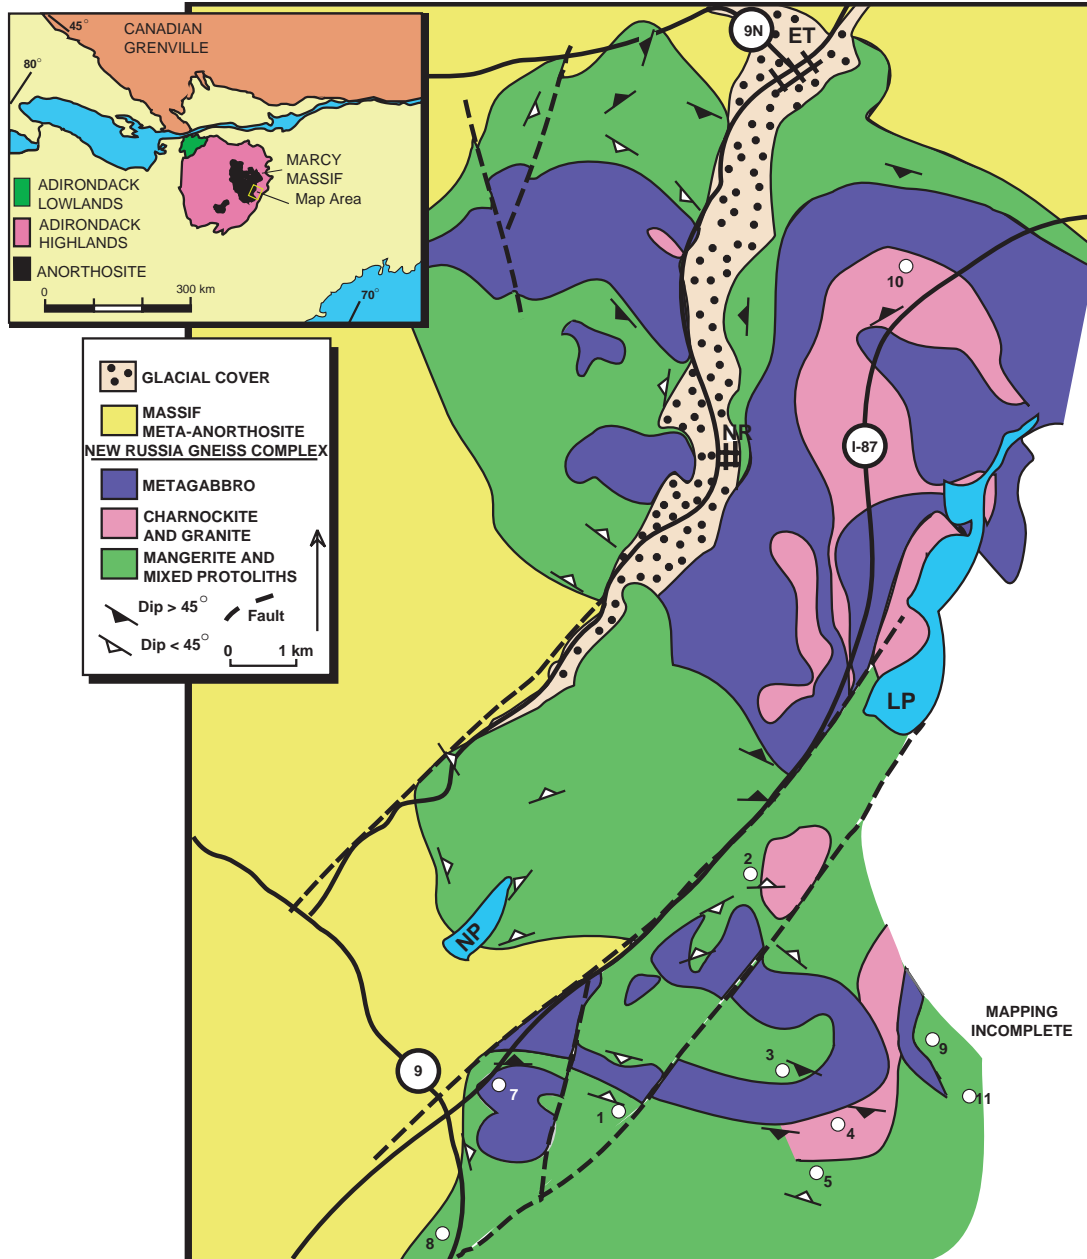 45°
CANADIAN
GRENVILLE
80°
MARCY
MASSIF
Map Area
ADIRONDACK
LOWLANDS
ADIRONDACK
HIGHLANDS
ANORTHOSITE
0 300 km
70°
9N
ET
10
GLACIAL COVER
MASSIF
META-ANORTHOSITE
NEW RUSSIA GNEISS COMPLEX
METAGABBRO
CHARNOCKITE
AND GRANITE
MANGERITE AND
MIXED PROTOLITHS
Dip > 45°
Fault
Dip < 45°
0 1 km
NR
I-87
LP
2
NP
MAPPING
INCOMPLETE
9
9
3
7
11
1
4
5
8